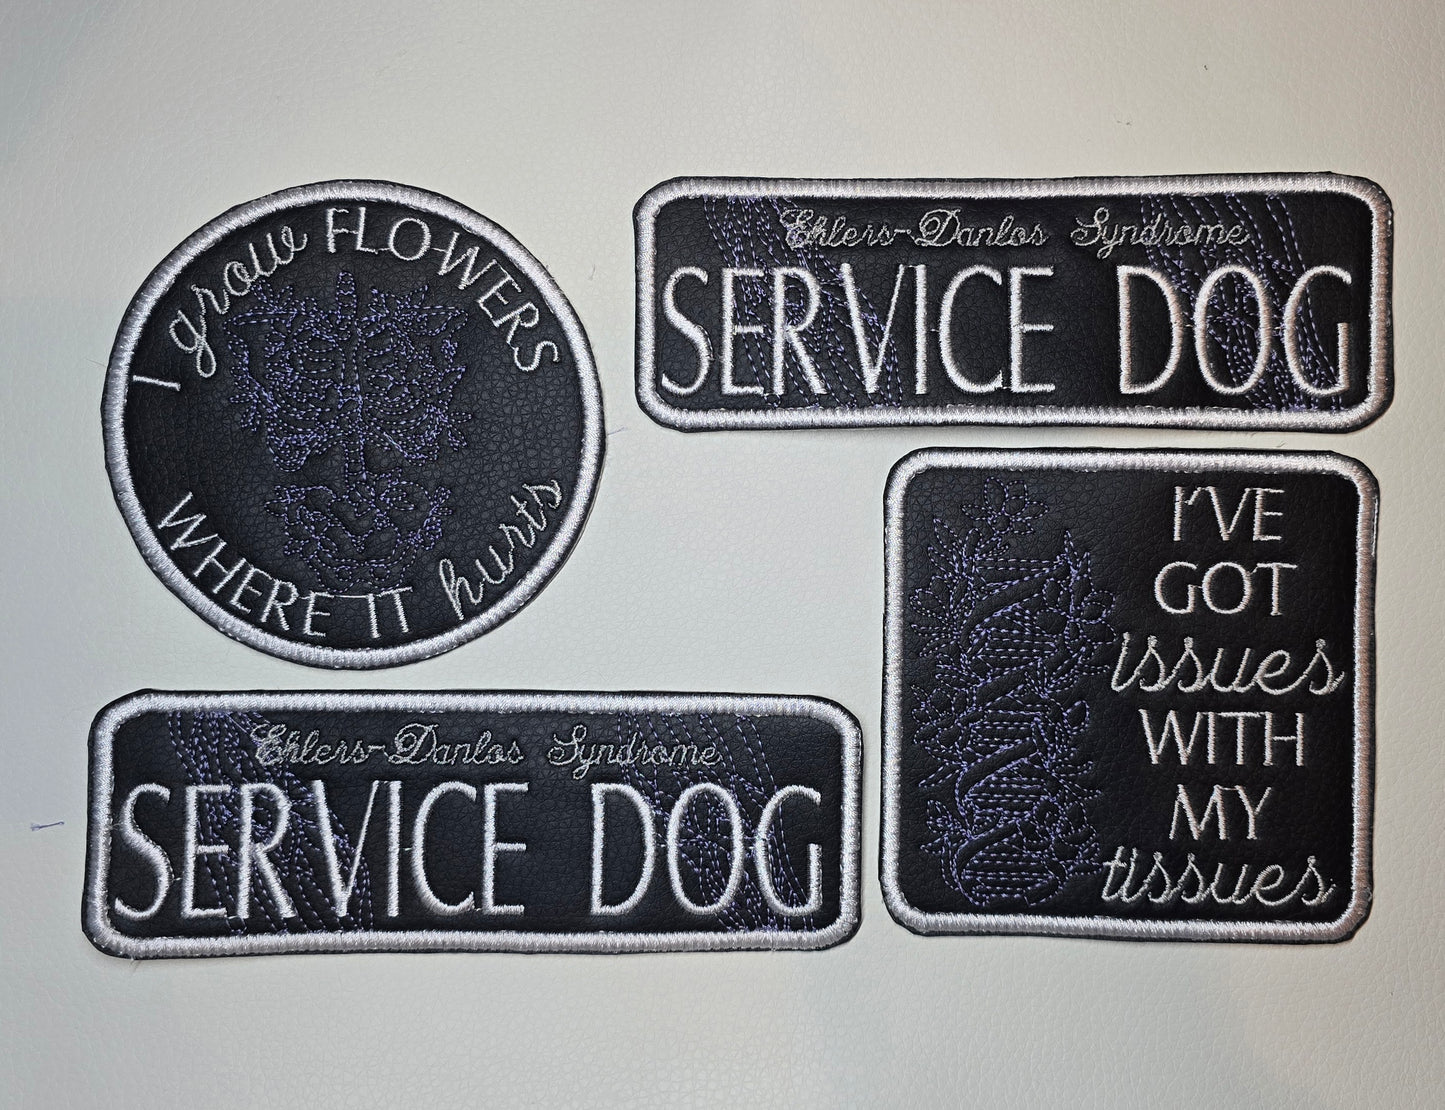 I grow FLOWERS
WHERE IT hurts
Ehlers-Danlos Syndrome
SERVICE DOG
I'VE
GOT
issues
WITH
MY
tissues
Ehlers-Danlos Syndrome
SERVICE DOG